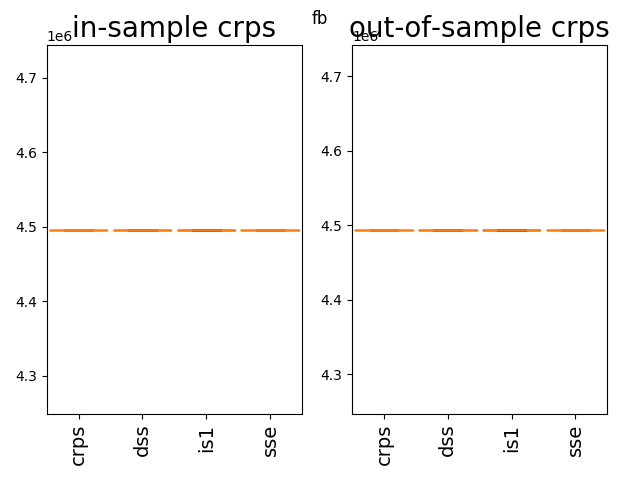 fb
in-sample crps
out-of-sample crps
1e6
1e6
4.7
4.6
4.5
4.4
4.3
4.7
4.6
4.5
4.4
4.3
crps
dss
is1
sse
crps
dss
is1
sse